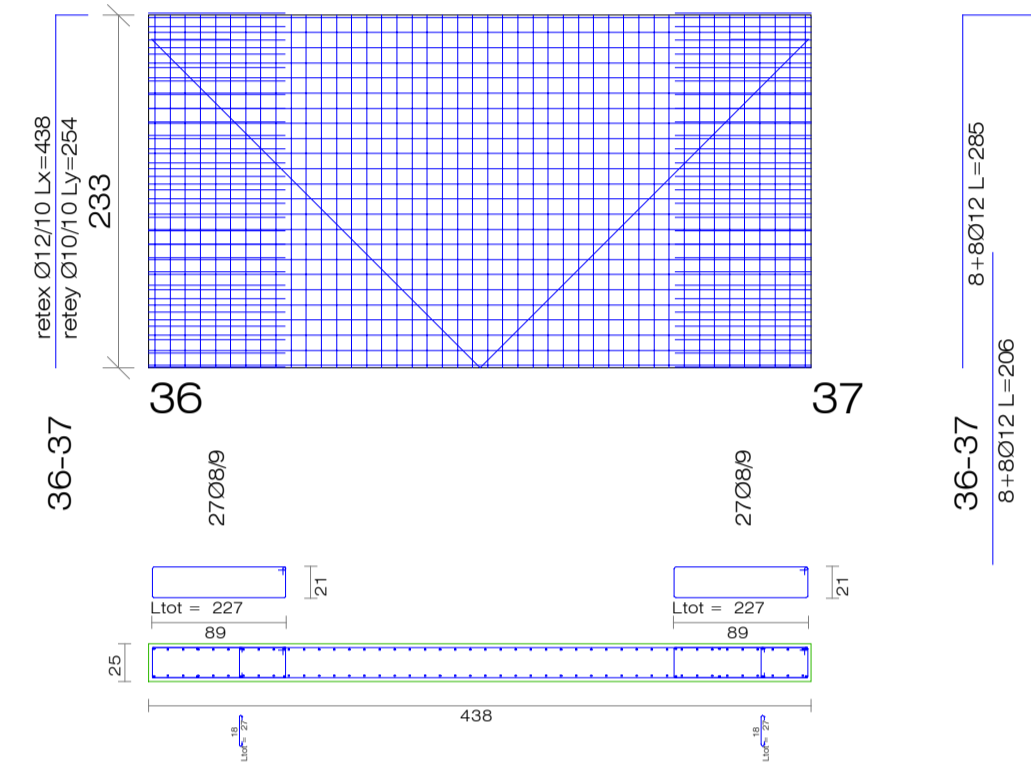 retex Ø12/10 Lx=438
retey Ø10/10 Ly=254
233
8+8Ø12 L=285
36
37
36-37
27Ø8/9
27Ø8/9
36-37
8+8Ø12 L=206
21
21
Ltot = 227
Ltot = 227
89
89
25
438
18
Ltot = 27
18
Ltot = 27